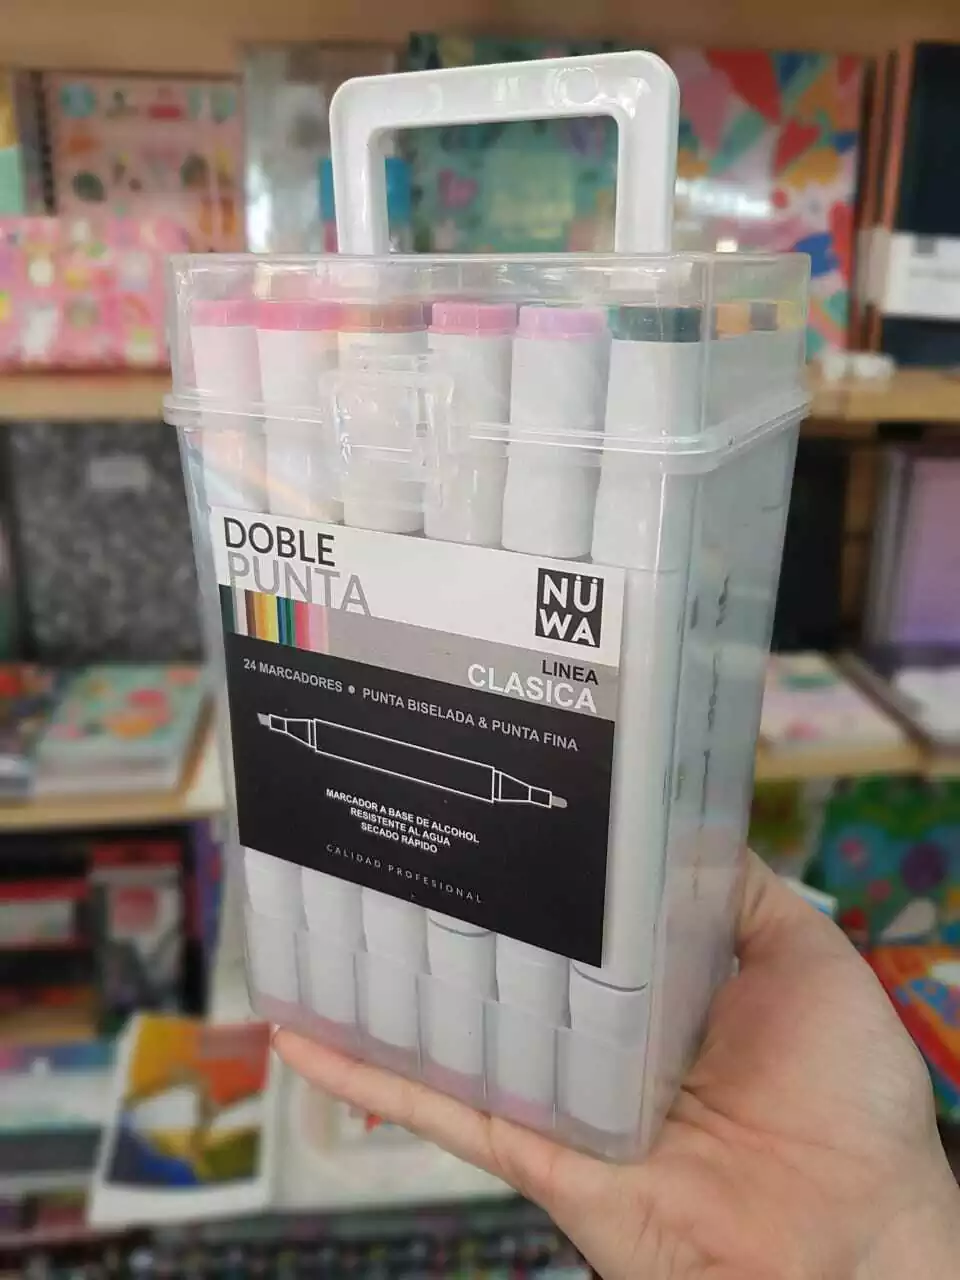 DOBLE
PUNTA
NÜ
WA
LINEA
CLASICA
24 MARCADORES ● PUNTA BISELADA & PUNTA FINA
MARCADOR A BASE DE ALCOHOL
RESISTENTE AL AGUA
SECADO RÁPIDO
CALIDAD PROFESIONAL